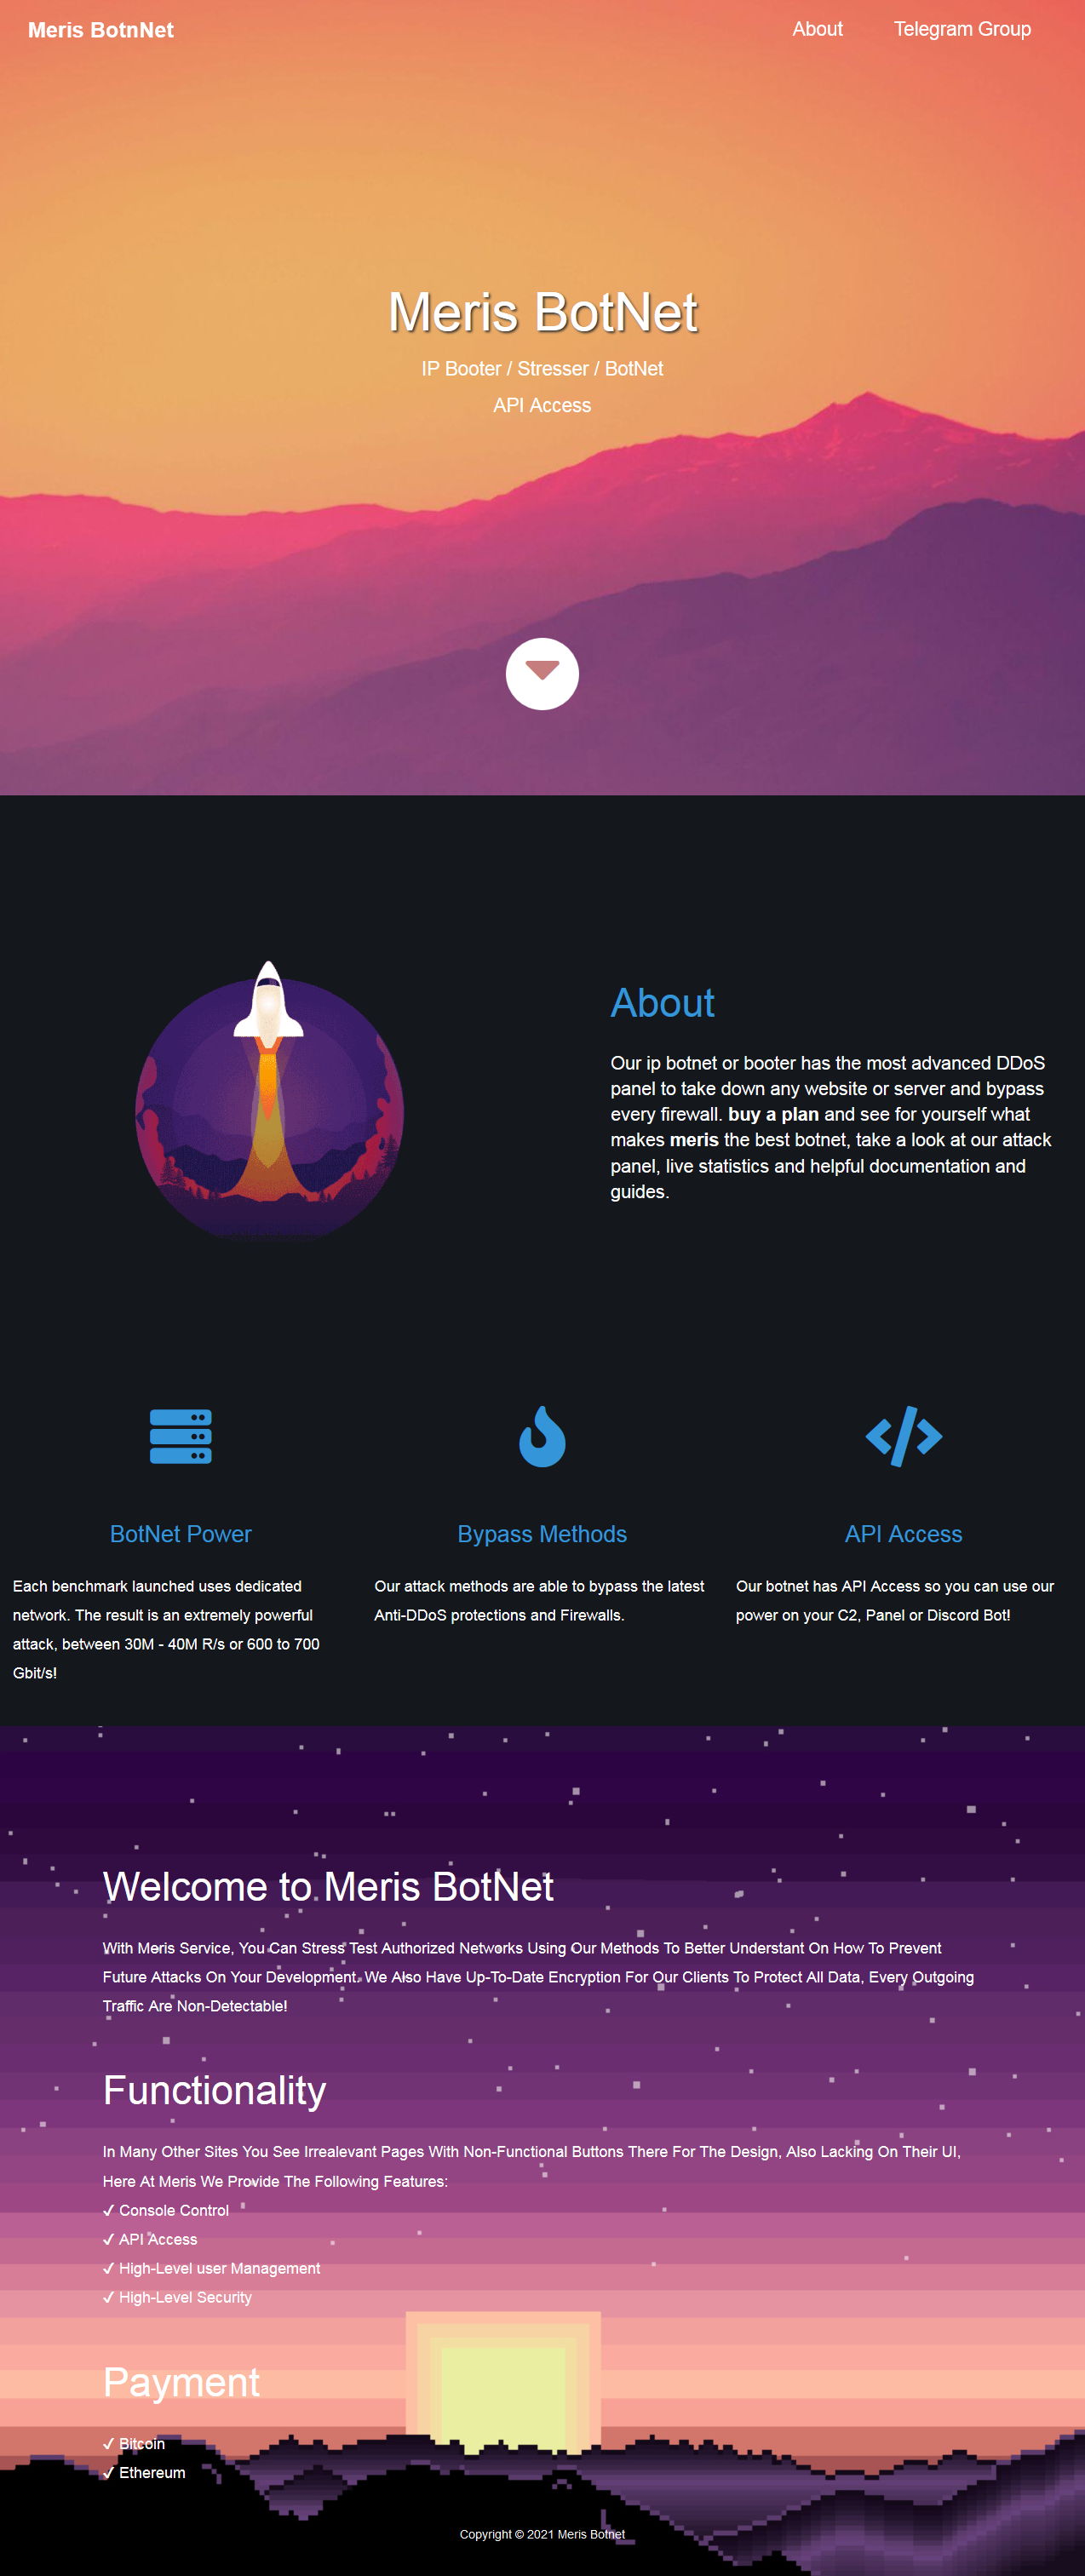 Meris BotnNet
About
Telegram Group
Meris BotNet
IP Booter / Stresser / BotNet
API Access
About
Our ip botnet or booter has the most advanced DDoS
panel to take down any website or server and bypass
every firewall. buy a plan and see for yourself what
makes meris the best botnet, take a look at our attack
panel, live statistics and helpful documentation and
guides.
BotNet Power
Each benchmark launched uses dedicated
network. The result is an extremely powerful
attack, between 30M - 40M R/s or 600 to 700
Gbit/s!
Bypass Methods
Our attack methods are able to bypass the latest
Anti-DDoS protections and Firewalls.
API Access
Our botnet has API Access so you can use our
power on your C2, Panel or Discord Bot!
Welcome to Meris BotNet
With Meris Service, You Can Stress Test Authorized Networks Using Our Methods To Better Understant On How To Prevent
Future Attacks On Your Development. We Also Have Up-To-Date Encryption For Our Clients To Protect All Data, Every Outgoing
Traffic Are Non-Detectable!
Functionality
In Many Other Sites You See Irrealevant Pages With Non-Functional Buttons There For The Design, Also Lacking On Their UI,
Here At Meris We Provide The Following Features:
✓ Console Control
✓ API Access
✓ High-Level user Management
✓ High-Level Security
Payment
✓ Bitcoin
✓ Ethereum
Copyright © 2021 Meris Botnet